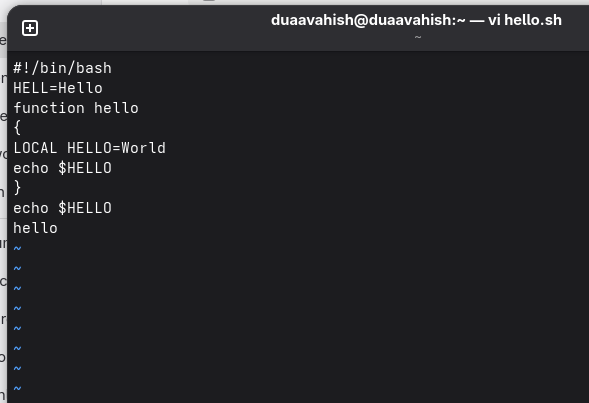 duaavahish@duaavahish:~ — vi hello.sh
~
#!/bin/bash
HELL=Hello
function hello
{
LOCAL HELLO=World
echo $HELLO
}
echo $HELLO
hello
~
~
~
~
~
~
~
~